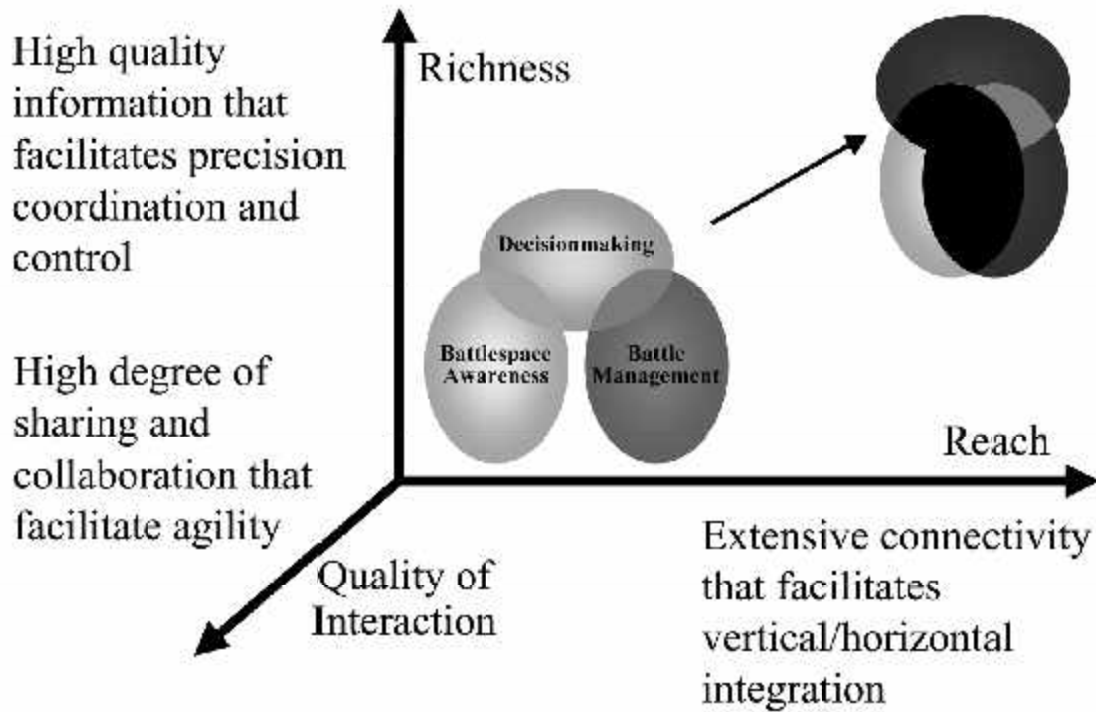 High quality
information that
facilitates precision
coordination and
control
Richness
Decisionmaking
Battlespace
Awareness
Battle
Management
High degree of
sharing and
collaboration that
facilitate agility
Reach
Quality of
Interaction
Extensive connectivity
that facilitates
vertical/horizontal
integration